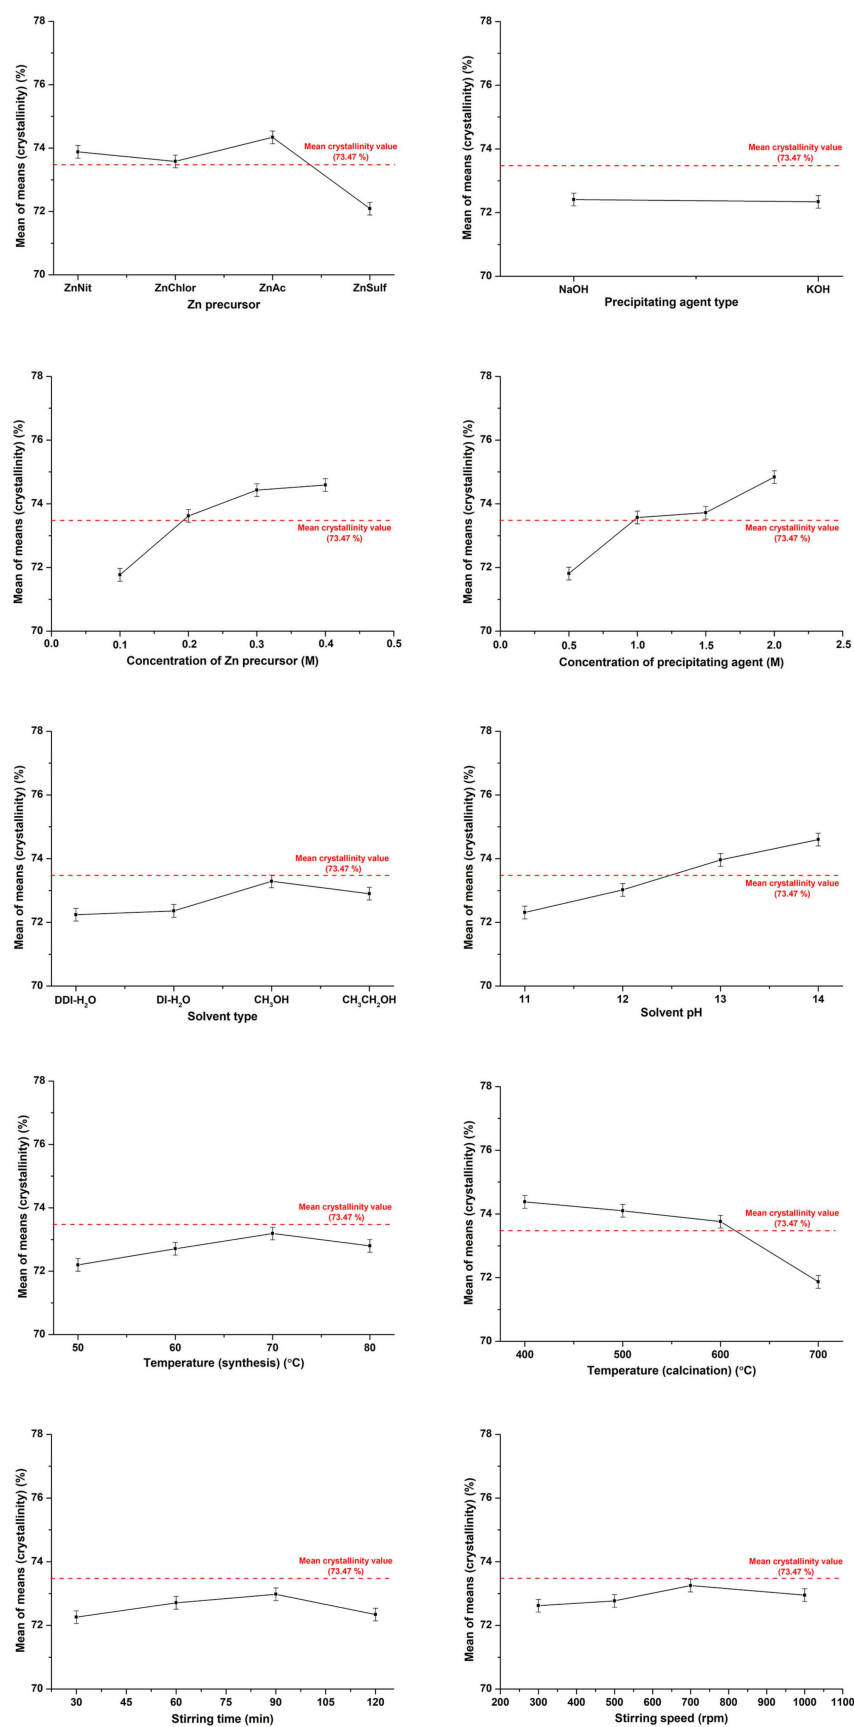 78
76
74
72
70
Mean of means (crystallinity) (%)
Mean crystallinity value
(73.47 %)
ZnNit ZnChlor ZnAc ZnSulf
Zn precursor
78
76
74
72
70
Mean of means (crystallinity) (%)
Mean crystallinity value
(73.47 %)
NaOH KOH
Precipitating agent type
78
76
74
72
70
Mean of means (crystallinity) (%)
Mean crystallinity value
(73.47 %)
0.0 0.1 0.2 0.3 0.4 0.5
Concentration of Zn precursor (M)
78
76
74
72
70
Mean of means (crystallinity) (%)
Mean crystallinity value
(73.47 %)
0.0 0.5 1.0 1.5 2.0 2.5
Concentration of precipitating agent (M)
78
76
74
72
70
Mean of means (crystallinity) (%)
Mean crystallinity value
(73.47 %)
DDI-H₂O DI-H₂O CH₃OH CH₃CH₂OH
Solvent type
78
76
74
72
70
Mean of means (crystallinity) (%)
Mean crystallinity value
(73.47 %)
11 12 13 14
Solvent pH
78
76
74
72
70
Mean of means (crystallinity) (%)
Mean crystallinity value
(73.47 %)
50 60 70 80
Temperature (synthesis) (°C)
78
76
74
72
70
Mean of means (crystallinity) (%)
Mean crystallinity value
(73.47 %)
400 500 600 700
Temperature (calcination) (°C)
78
76
74
72
70
Mean of means (crystallinity) (%)
Mean crystallinity value
(73.47 %)
30 45 60 75 90 105 120
Stirring time (min)
78
76
74
72
70
Mean of means (crystallinity) (%)
Mean crystallinity value
(73.47 %)
200 300 400 500 600 700 800 900 1000 1100
Stirring speed (rpm)